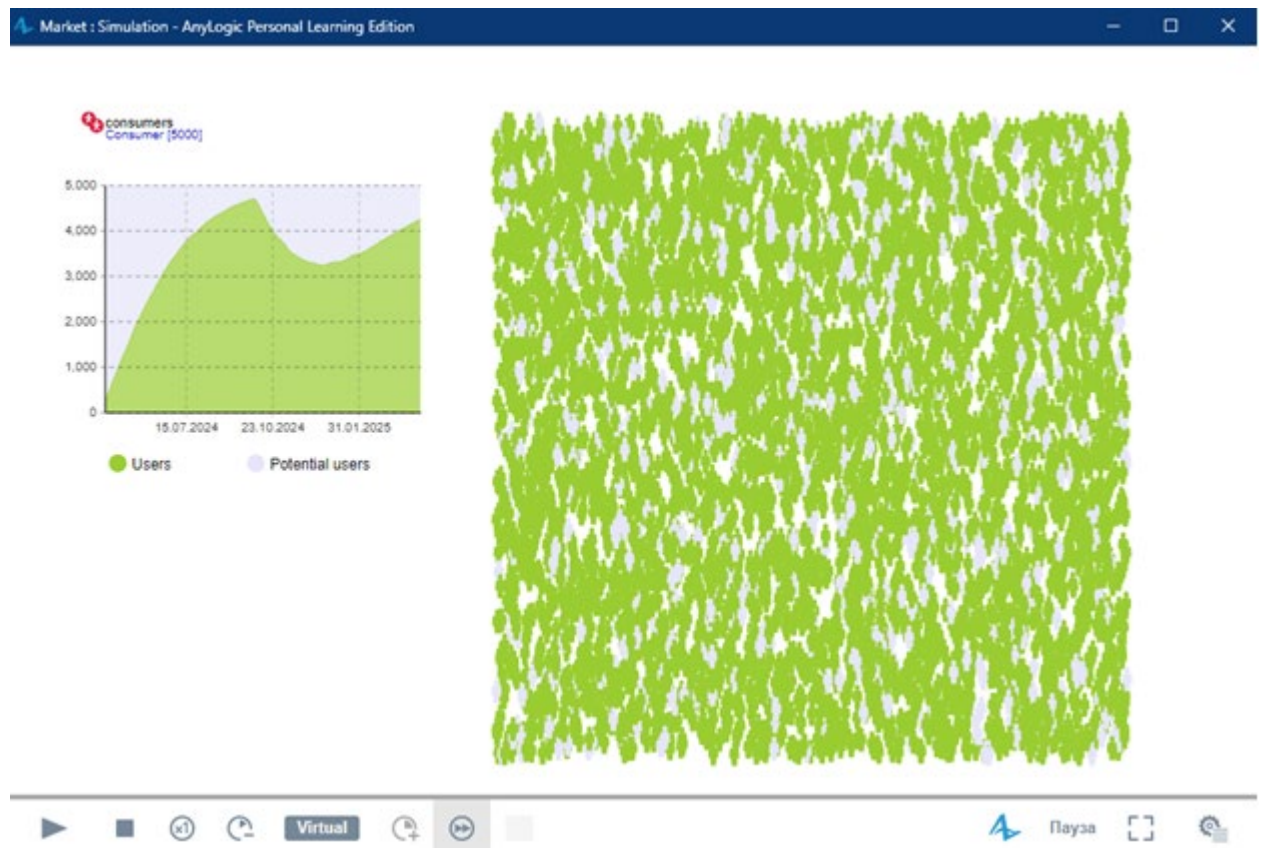 Market : Simulation - AnyLogic Personal Learning Edition
consumers
Consumer [5000]
5.000
4.000
3.000
2.000
1.000
0
15.07.2024 23.10.2024 31.01.2025
Users Potential users
x1 Virtual Пауза